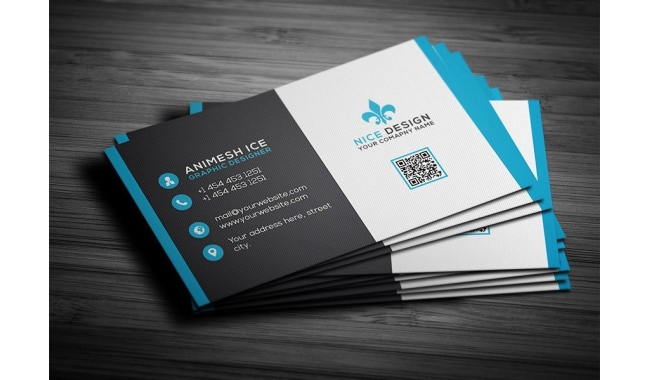 ANIMESH ICE
GRAPHIC DESIGNER
+1 454 453 1251
+1 454 453 1251
mail@yourwebsite.com
www.yourwebsite.com
Your address here, street
city.
NICE DESIGN
YOUR COMAPNY NAME